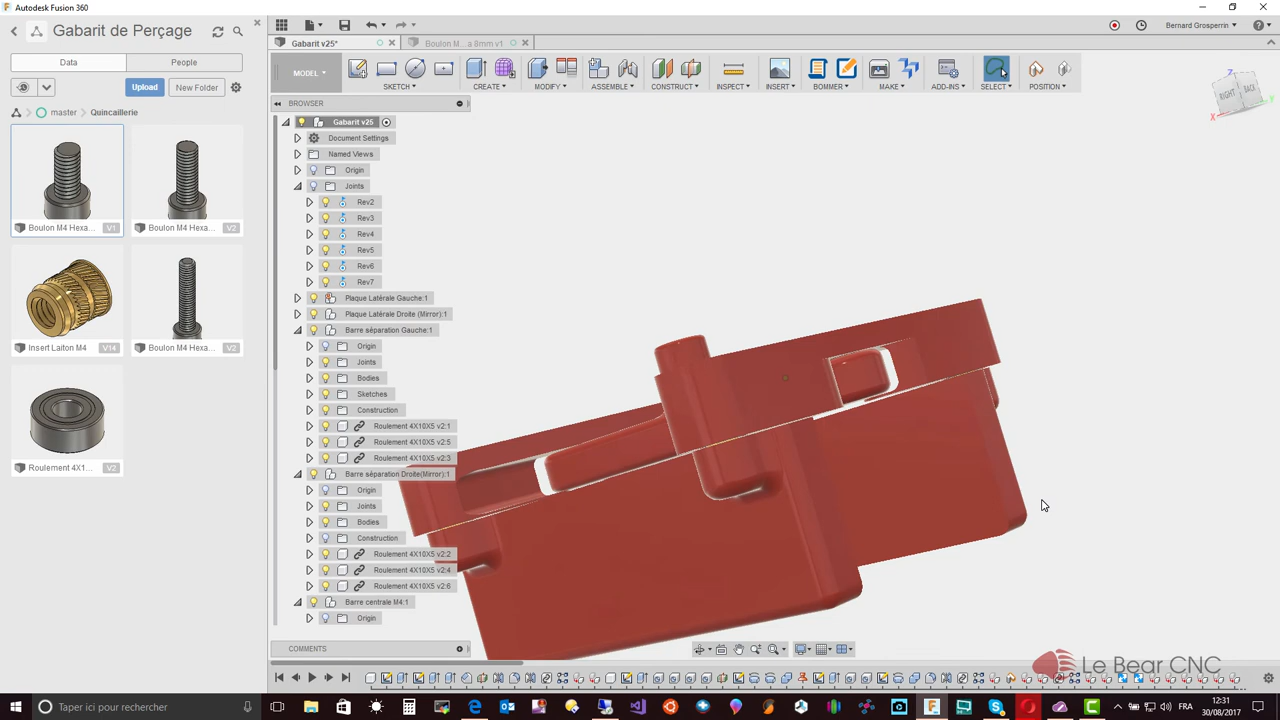 Autodesk Fusion 360
Gabarit de Perçage
Data
People
Upload
New Folder
master
Quincaillerie
Boulon M4 Hexa...
V1
Boulon M4 Hexa...
V2
Insert Laiton M4
V14
Boulon M4 Hexa...
V2
Roulement 4X1...
V2
Bernard Grosperrin
Gabarit v25*
Boulon M...a 8mm v1
MODEL
SKETCH
CREATE
MODIFY
ASSEMBLE
CONSTRUCT
INSPECT
INSERT
BOMMER
MAKE
ADD-INS
SELECT
POSITION
BROWSER
Gabarit v25
Document Settings
Named Views
Origin
Joints
Rev2
Rev3
Rev4
Rev5
Rev6
Rev7
Plaque Latérale Gauche:1
Plaque Latérale Droite (Mirror):1
Barre séparation Gauche:1
Origin
Joints
Bodies
Sketches
Construction
Roulement 4X10X5 v2:1
Roulement 4X10X5 v2:5
Roulement 4X10X5 v2:3
Barre séparation Droite(Mirror):1
Origin
Joints
Bodies
Construction
Roulement 4X10X5 v2:2
Roulement 4X10X5 v2:4
Roulement 4X10X5 v2:6
Barre centrale M4:1
Origin
COMMENTS
Z
RIGHT
BACK
X
Y
Le Bear CNC
Taper ici pour rechercher
FRA
12:31
30/08/2017